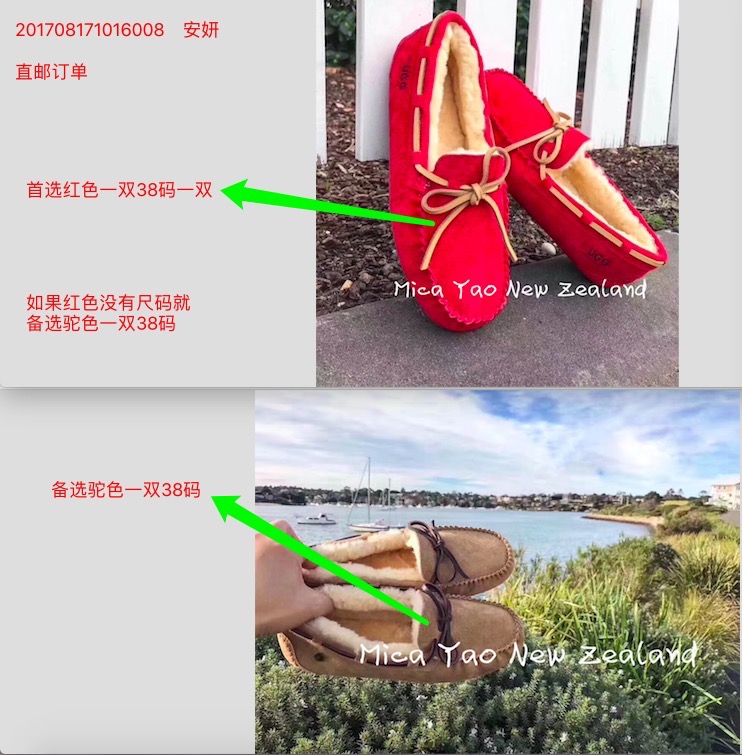 201708171016008 安妍
直邮订单
首选红色一双38码一双
如果红色没有尺码就
备选驼色一双38码
UGG
UGG
Mica Yao New Zealand
备选驼色一双38码
Mica Yao New Zealand